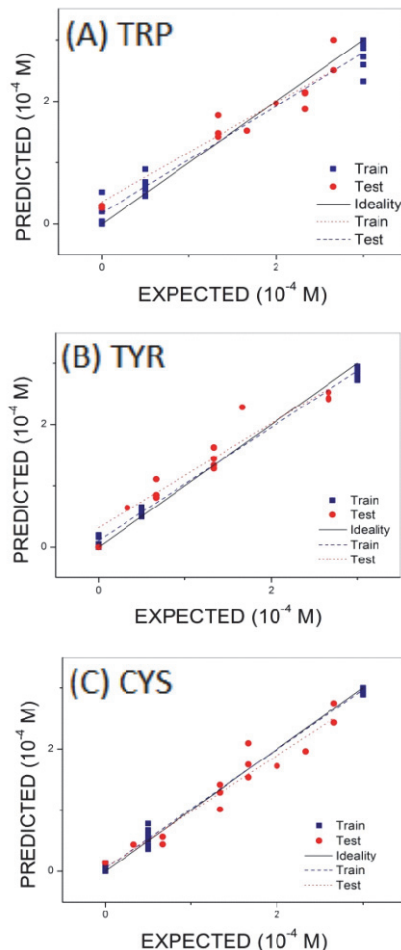 (A) TRP
PREDICTED (10⁻⁴ M)
2
0
Train
Test
Ideality
Train
Test
0
2
EXPECTED (10⁻⁴ M)
(B) TYR
PREDICTED (10⁻⁴ M)
2
0
Train
Test
Ideality
Train
Test
0
2
EXPECTED (10⁻⁴ M)
(C) CYS
PREDICTED (10⁻⁴ M)
2
0
Train
Test
Ideality
Train
Test
0
2
EXPECTED (10⁻⁴ M)